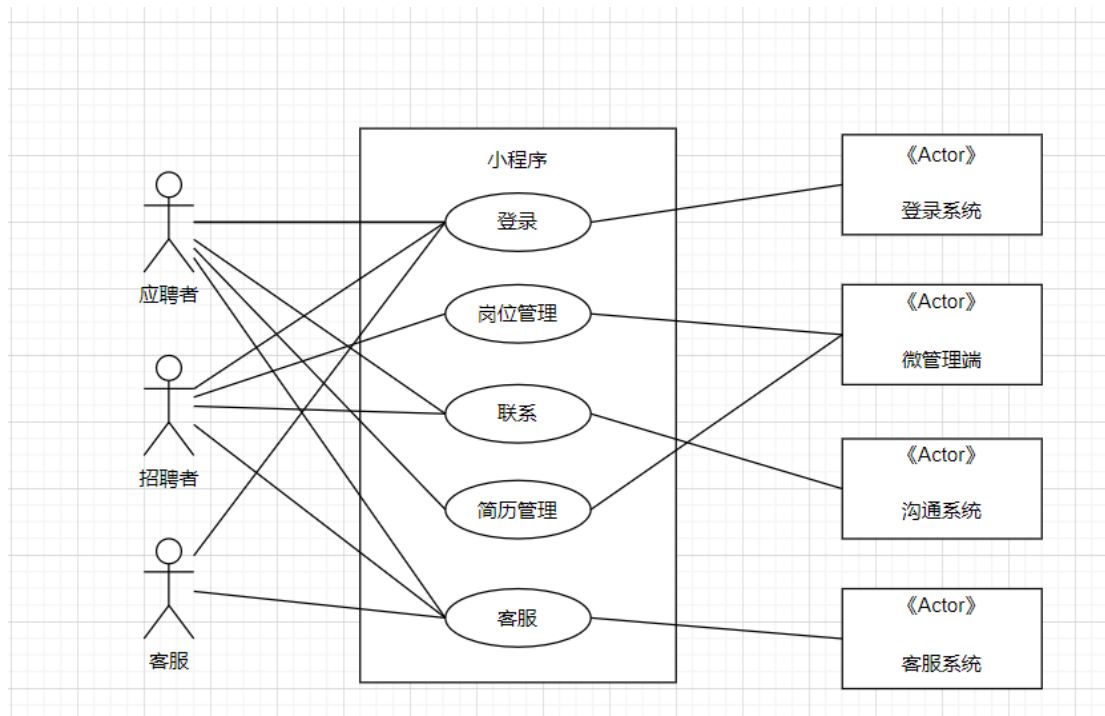 小程序
登录
岗位管理
联系
简历管理
客服
应聘者
招聘者
客服
《Actor》
登录系统
《Actor》
微管理端
《Actor》
沟通系统
《Actor》
客服系统